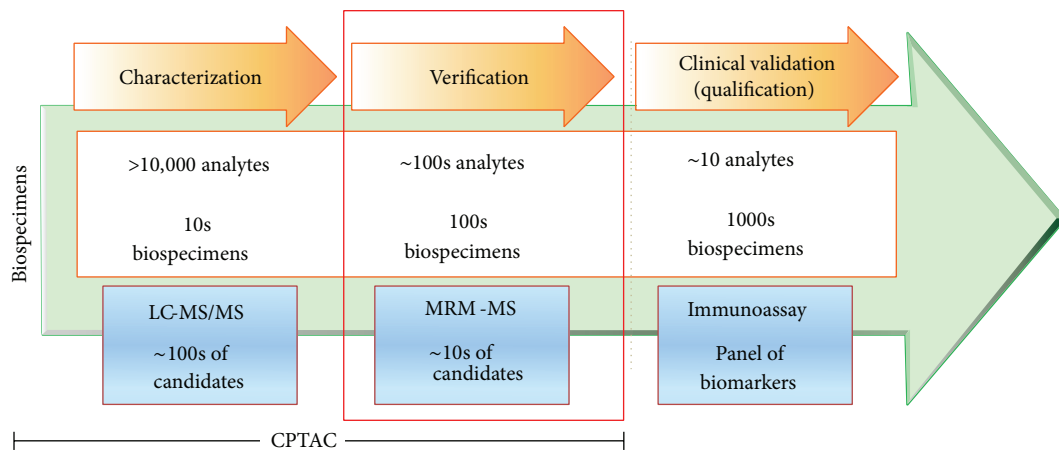 Characterization
Verification
Clinical validation
(qualification)
Biospecimens
>10,000 analytes
~100s analytes
~10 analytes
10s
biospecimens
100s
biospecimens
1000s
biospecimens
LC-MS/MS
~100s of
candidates
MRM -MS
~10s of
candidates
Immunoassay
Panel of
biomarkers
CPTAC